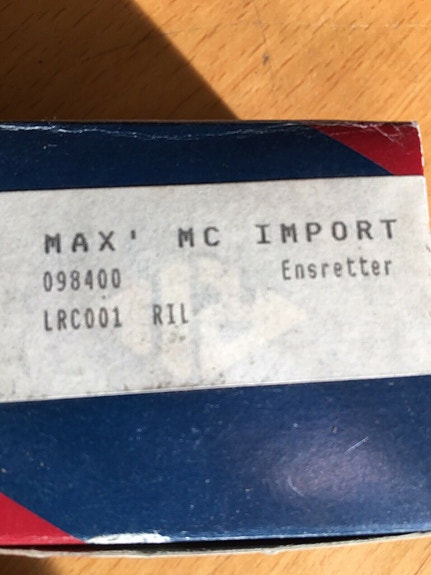 MAX' MC IMPORT
098400 Ensretter
LRC001 RIL